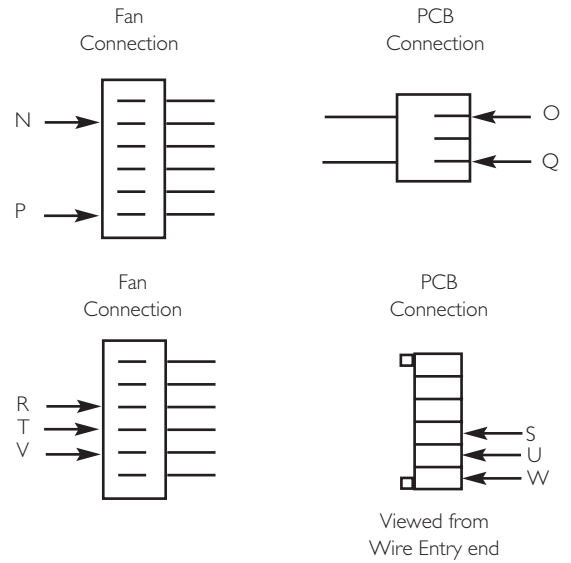 Fan
Connection
PCB
Connection
N
O
P
Q
Fan
Connection
PCB
Connection
R
T
V
S
U
W
Viewed from
Wire Entry end